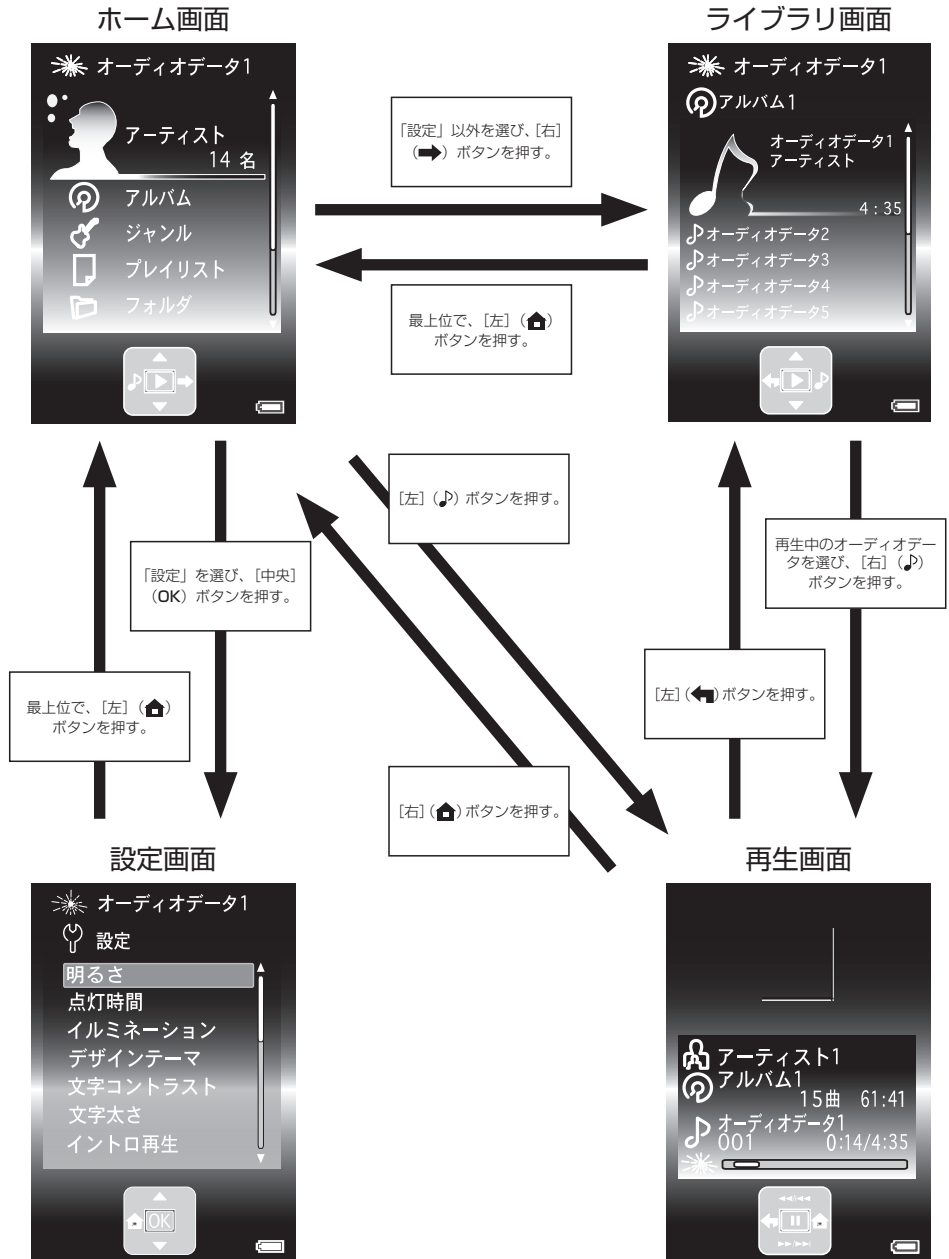 ホーム画面
オーディオデータ1
アーティスト
14 名
アルバム
ジャンル
プレイリスト
フォルダ
「設定」以外を選び、[右]
(➡) ボタンを押す。
最上位で、[左] (🏠)
ボタンを押す。
ライブラリ画面
オーディオデータ1
アルバム1
オーディオデータ1
アーティスト
4:35
オーディオデータ2
オーディオデータ3
オーディオデータ4
オーディオデータ5
[左] (♪) ボタンを押す。
「設定」を選び、[中央]
(OK) ボタンを押す。
再生中のオーディオデー
タを選び、[右] (♪)
ボタンを押す。
最上位で、[左] (🏠)
ボタンを押す。
[左] (↰) ボタンを押す。
[右] (🏠) ボタンを押す。
設定画面
オーディオデータ1
設定
明るさ
点灯時間
イルミネーション
デザインテーマ
文字コントラスト
文字太さ
イントロ再生
OK
再生画面
アーティスト1
アルバム1
15曲 61:41
オーディオデータ1
001 0:14/4:35